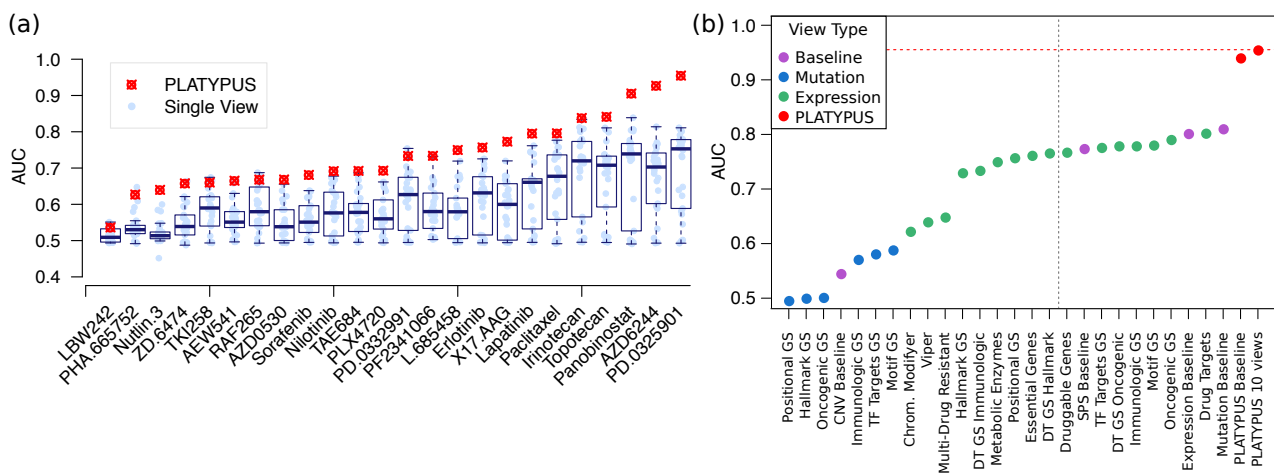 (a)
AUC
1.0
0.9
0.8
0.7
0.6
0.5
0.4
PLATYPUS
Single View
LBW242
PHA.665752
Nutlin.3
ZD.6474
TKI258
AEW541
RAF265
AZD0530
Sorafenib
Nilotinib
TAE684
PLX4720
PD.0332991
PF2341066
L.685458
Erlotinib
X17.AAG
Lapatinib
Paclitaxel
Irinotecan
Topotecan
Panobinostat
AZD6244
PD.0325901
(b)
AUC
1.0
0.9
0.8
0.7
0.6
0.5
View Type
Baseline
Mutation
Expression
PLATYPUS
Positional GS
Hallmark GS
Oncogenic GS
CNV Baseline
Immunologic GS
TF Targets GS
Motif GS
Chrom. Modifyer
Viper
Multi-Drug Resistant
Hallmark GS
DT GS Immunologic
Metabolic Enzymes
Positional GS
Essential Genes
DT GS Hallmark
Druggable Genes
SPS Baseline
TF Targets GS
DT GS Oncogenic
Immunologic GS
Motif GS
Oncogenic GS
Expression Baseline
Drug Targets
Mutation Baseline
PLATYPUS Baseline
PLATYPUS 10 views